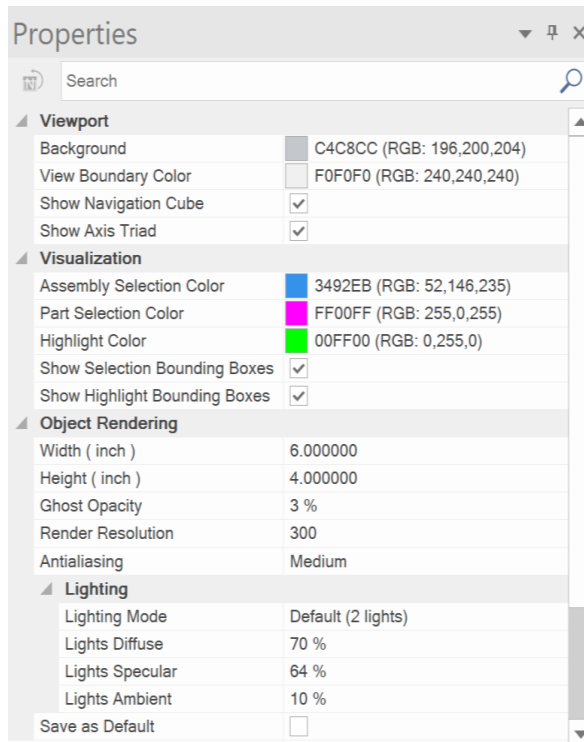 Properties
Search
Viewport
Background C4C8CC (RGB: 196,200,204)
View Boundary Color F0F0F0 (RGB: 240,240,240)
Show Navigation Cube
Show Axis Triad
Visualization
Assembly Selection Color 3492EB (RGB: 52,146,235)
Part Selection Color FF00FF (RGB: 255,0,255)
Highlight Color 00FF00 (RGB: 0,255,0)
Show Selection Bounding Boxes
Show Highlight Bounding Boxes
Object Rendering
Width ( inch ) 6.000000
Height ( inch ) 4.000000
Ghost Opacity 3 %
Render Resolution 300
Antialiasing Medium
Lighting
Lighting Mode Default (2 lights)
Lights Diffuse 70 %
Lights Specular 64 %
Lights Ambient 10 %
Save as Default